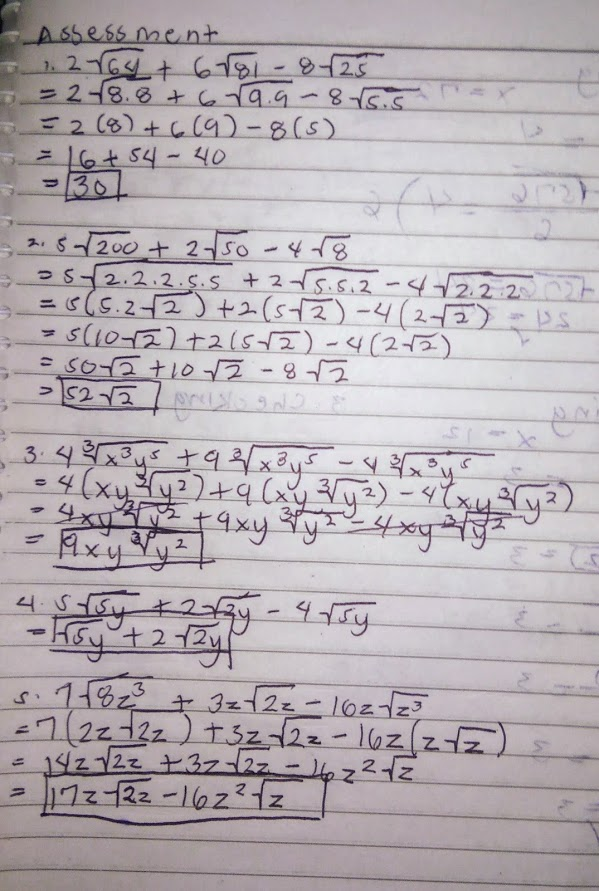 Assessment
1. 2√64 + 6√81 - 8√25
= 2√8.8 + 6√9.9 - 8√5.5
= 2(8) + 6(9) - 8(5)
= 16 + 54 - 40
= 30
2. 5√200 + 2√50 - 4√8
= 5√2.2.2.5.5 + 2√5.5.2 - 4√2.2.2
= 5(5.2√2) + 2(5√2) - 4(2√2)
= 5(10√2) + 2(5√2) - 4(2√2)
= 50√2 + 10√2 - 8√2
= 52√2
3. 4∛x³y⁵ + 9∛x³y⁵ - 4∛x³y⁵
= 4(xy∛y²) + 9(xy∛y²) - 4(xy∛y²)
= 4xy∛y² + 9xy∛y² - 4xy∛y²
= 9xy∛y²
4. 5√5y + 2√2y - 4√5y
= √5y + 2√2y
5. 7√8z³ + 3z√2z - 16z√z³
= 7(2z√2z) + 3z√2z - 16z(z√z)
= 14z√2z + 3z√2z - 16z²√z
= 17z√2z - 16z²√z